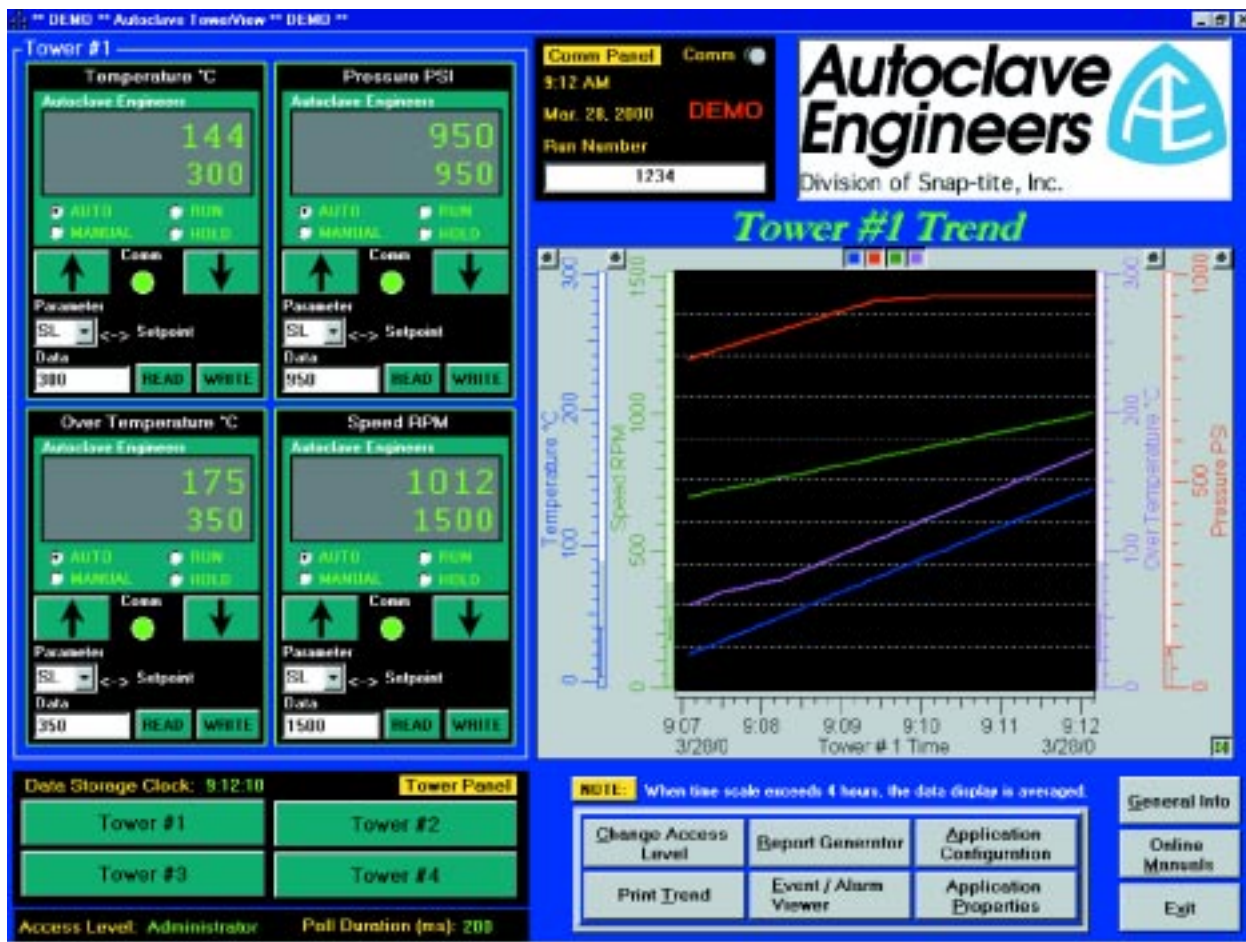 ** DEMO ** Autoclave TowerView ** DEMO **
Tower #1
Temperature °C
Autoclave Engineers
144
300
AUTO RUN
MANUAL HOLD
Comm
Parameter
SL <-> Setpoint
Data
300 READ WRITE
Pressure PSI
Autoclave Engineers
950
950
AUTO RUN
MANUAL HOLD
Comm
Parameter
SL <-> Setpoint
Data
950 READ WRITE
Over Temperature °C
Autoclave Engineers
175
350
AUTO RUN
MANUAL HOLD
Comm
Parameter
SL <-> Setpoint
Data
350 READ WRITE
Speed RPM
Autoclave Engineers
1012
1500
AUTO RUN
MANUAL HOLD
Comm
Parameter
SL <-> Setpoint
Data
1500 READ WRITE
Comm Panel Comm
9:12 AM
Mar. 28, 2000 DEMO
Run Number
1234
Autoclave
Engineers
Division of Snap-tite, Inc.
AE
Tower #1 Trend
300
200
100
0
Temperature °C
1500
1000
500
0
Speed RPM
300
200
100
0
Over Temperature °C
1000
500
0
Pressure PSI
9:07 9:08 9:09 9:10 9:11 9:12
3/28/0 Tower # 1 Time 3/28/0
Data Storage Clock: 9:12:10 Tower Panel
Tower #1 Tower #2
Tower #3 Tower #4
Access Level: Administrator Poll Duration (ms): 200
NOTE: When time scale exceeds 4 hours, the data display is averaged.
Change Access
Level
Report Generator
Application
Configuration
Print Trend
Event / Alarm
Viewer
Application
Properties
General Info
Online
Manuals
Exit